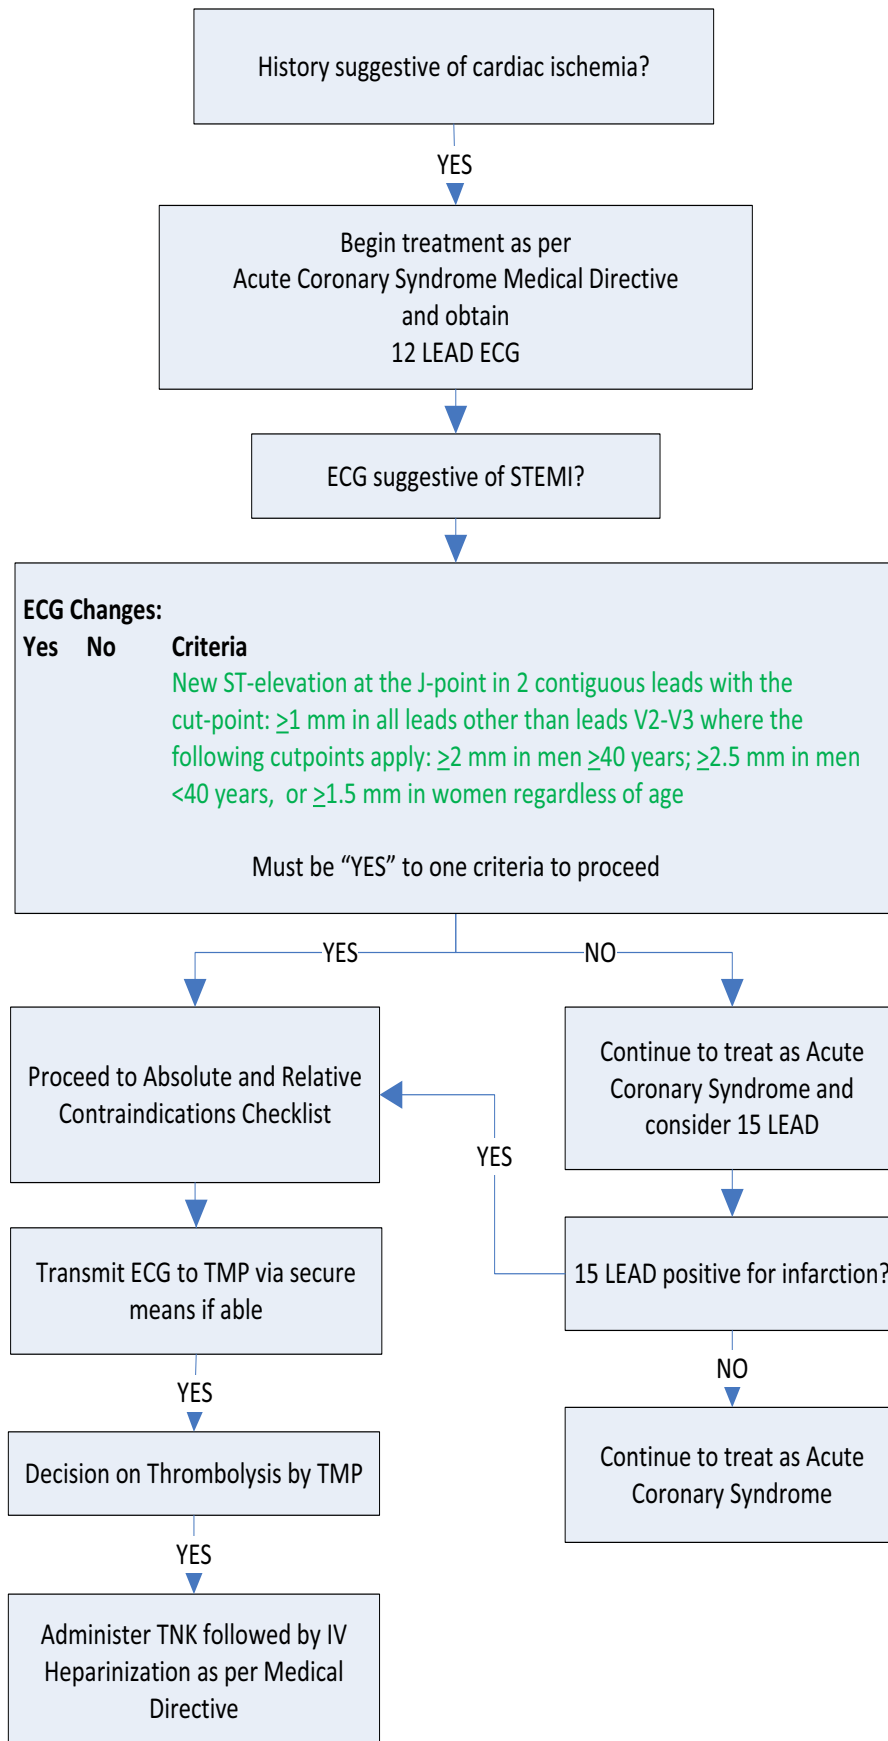 History suggestive of cardiac ischemia?
YES
Begin treatment as per
Acute Coronary Syndrome Medical Directive
and obtain
12 LEAD ECG
ECG suggestive of STEMI?
ECG Changes:
Yes No Criteria
New ST-elevation at the J-point in 2 contiguous leads with the
cut-point: ≥1 mm in all leads other than leads V2-V3 where the
following cutpoints apply: ≥2 mm in men ≥40 years; ≥2.5 mm in men
<40 years, or ≥1.5 mm in women regardless of age
Must be “YES” to one criteria to proceed
YES
NO
Proceed to Absolute and Relative
Contraindications Checklist
Continue to treat as Acute
Coronary Syndrome and
consider 15 LEAD
YES
Transmit ECG to TMP via secure
means if able
15 LEAD positive for infarction?
YES
NO
Decision on Thrombolysis by TMP
Continue to treat as Acute
Coronary Syndrome
YES
Administer TNK followed by IV
Heparinization as per Medical
Directive